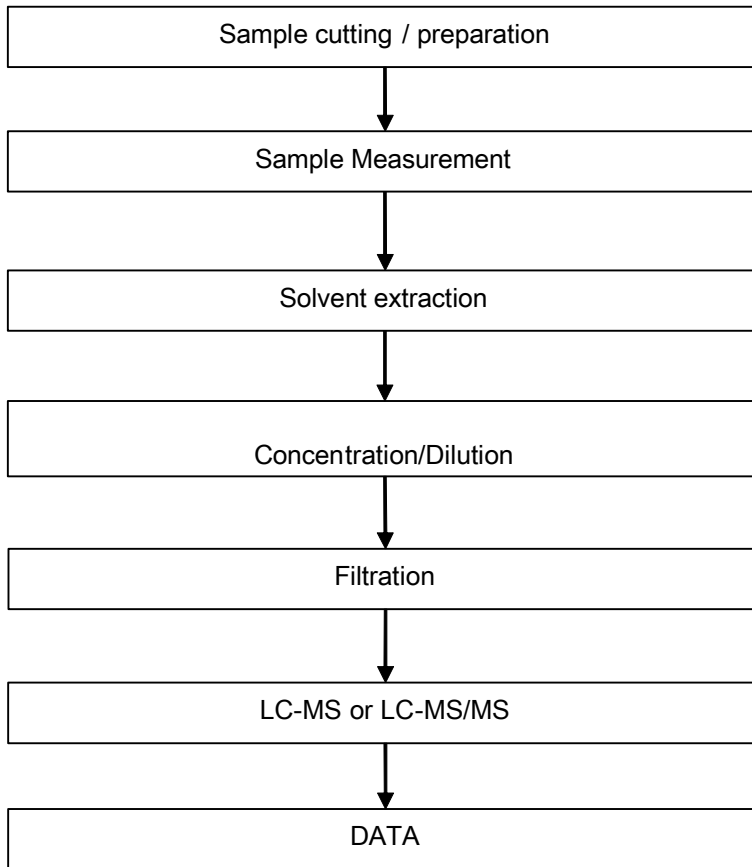 Sample cutting / preparation
Sample Measurement
Solvent extraction
Concentration/Dilution
Filtration
LC-MS or LC-MS/MS
DATA